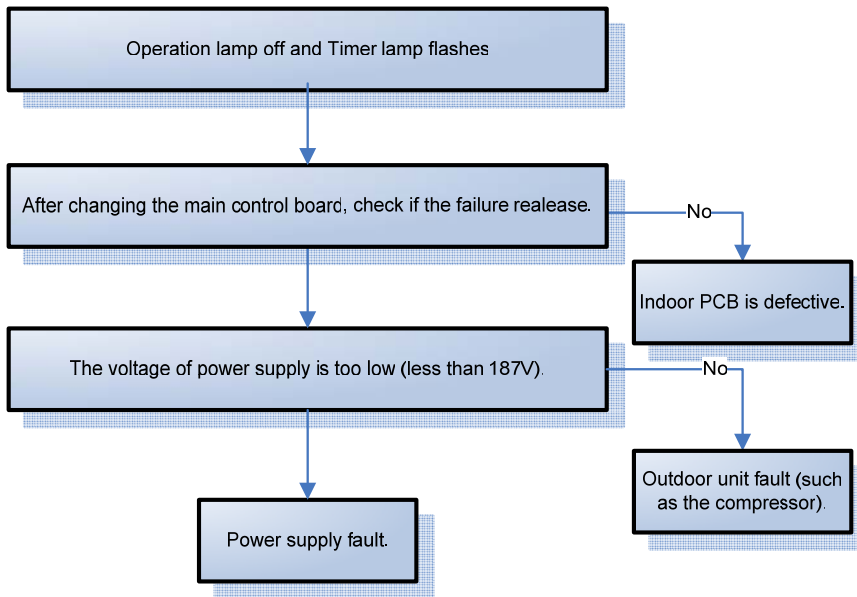 Operation lamp off and Timer lamp flashes
After changing the main control board, check if the failure realease.
No
Indoor PCB is defective.
The voltage of power supply is too low (less than 187V).
No
Outdoor unit fault (such
as the compressor).
Power supply fault.